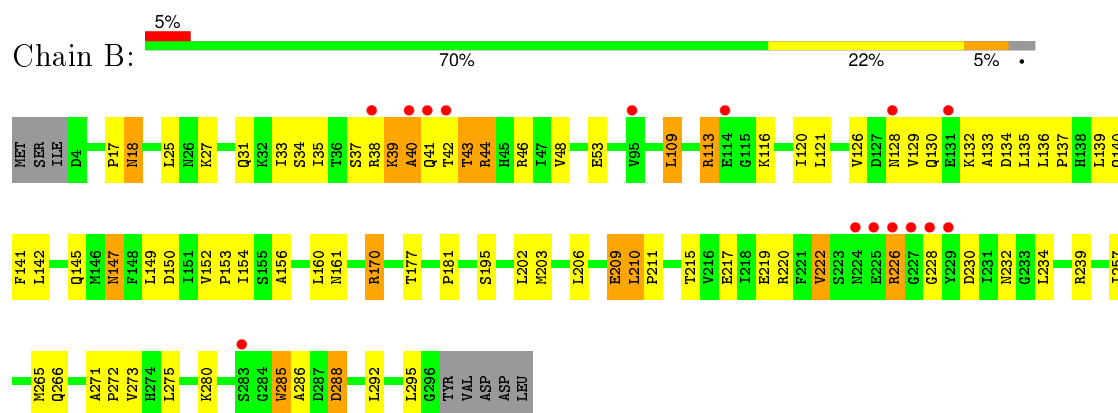 5%
Chain B:
70% 22% 5% •
MET SER ILE D4 P17 N18 L25 N26 K27 Q31 K32 I33 S34 I35 T36 S37 R38 K39 A40 Q41 T42 T43 R44 H45 R46 I47 V48 E53 V95 L109 R113 E114 G115 K116 I120 L121 V126 D127 N128 V129 Q130 E131 K132 A133 D134 L135 L136 P137 H138 L139 Q140
F141 L142 Q145 M146 N147 F148 L149 D150 I151 V152 P153 I154 S155 A156 L160 N161 R170 T177 P181 S195 L202 M203 L206 E209 L210 P211 T215 V216 E217 I218 E219 R220 F221 V222 S223 N224 E225 R226 G227 G228 Y229 D230 I231 N232 G233 L234 R239 I257
M265 Q266 A271 P272 V273 H274 L275 K280 S283 G284 W285 A286 D287 D288 L292 L295 G296 TYR VAL ASP ASP LEU